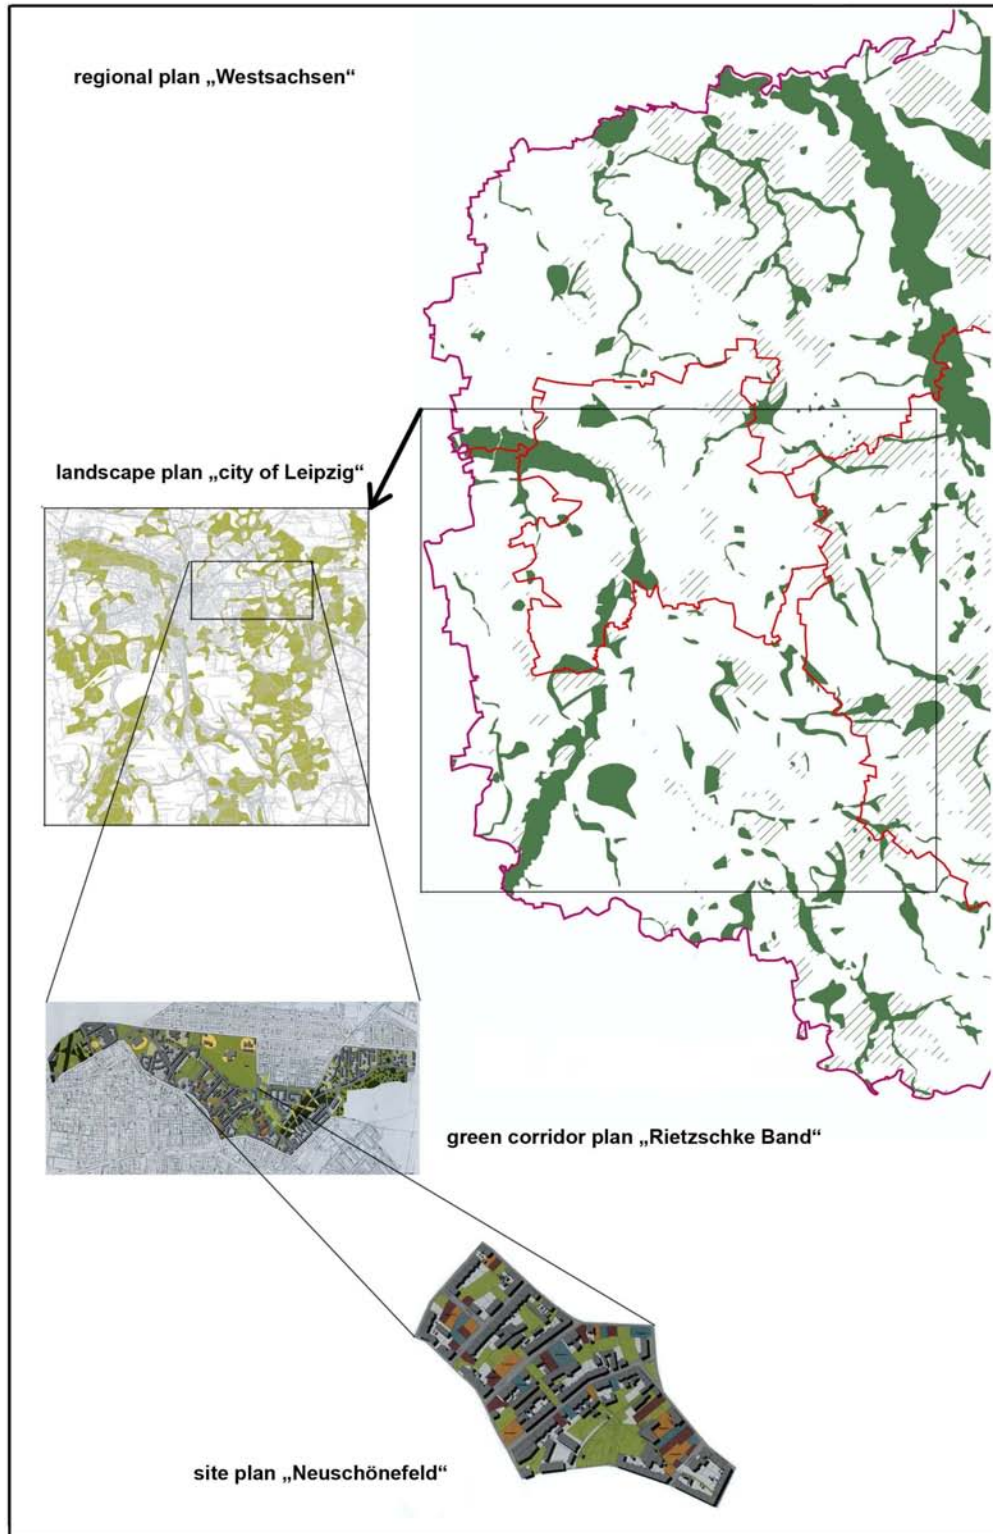 regional plan „Westsachsen“
landscape plan „city of Leipzig“
green corridor plan „Rietzschke Band“
site plan „Neuschönefeld“